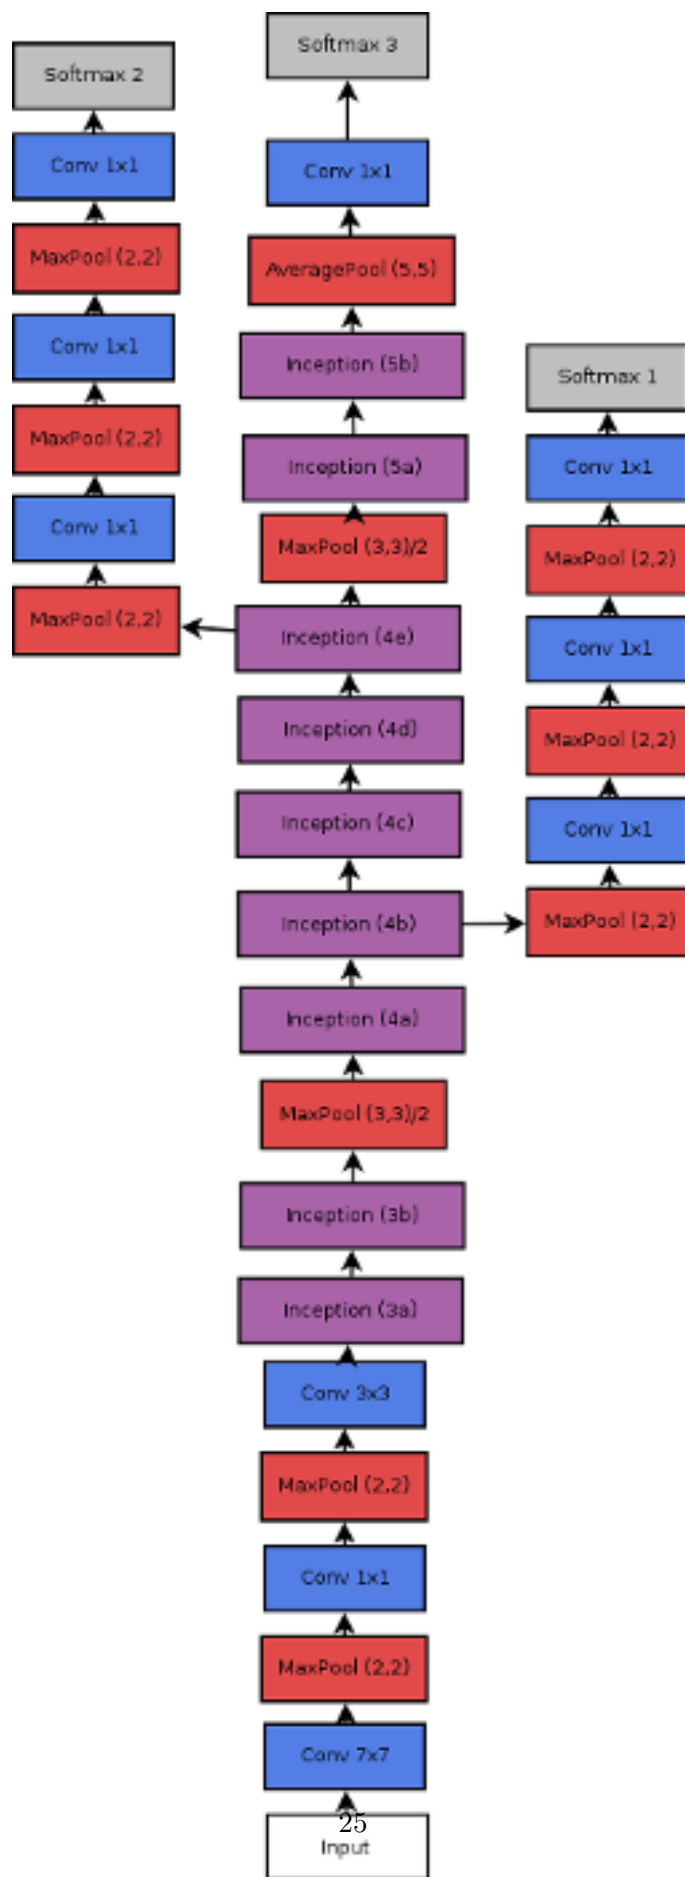 Softmax 3
Softmax 2
Conv 1x1
Conv 1x1
MaxPool (2,2)
AveragePool (5,5)
Conv 1x1
Inception (5b)
Softmax 1
MaxPool (2,2)
Inception (5a)
Conv 1x1
Conv 1x1
MaxPool (3,3)/2
MaxPool (2,2)
MaxPool (2,2)
Inception (4e)
Conv 1x1
Inception (4d)
MaxPool (2,2)
Inception (4c)
Conv 1x1
Inception (4b)
MaxPool (2,2)
Inception (4a)
MaxPool (3,3)/2
Inception (3b)
Inception (3a)
Conv 3x3
MaxPool (2,2)
Conv 1x1
MaxPool (2,2)
Conv 7x7
25
Input